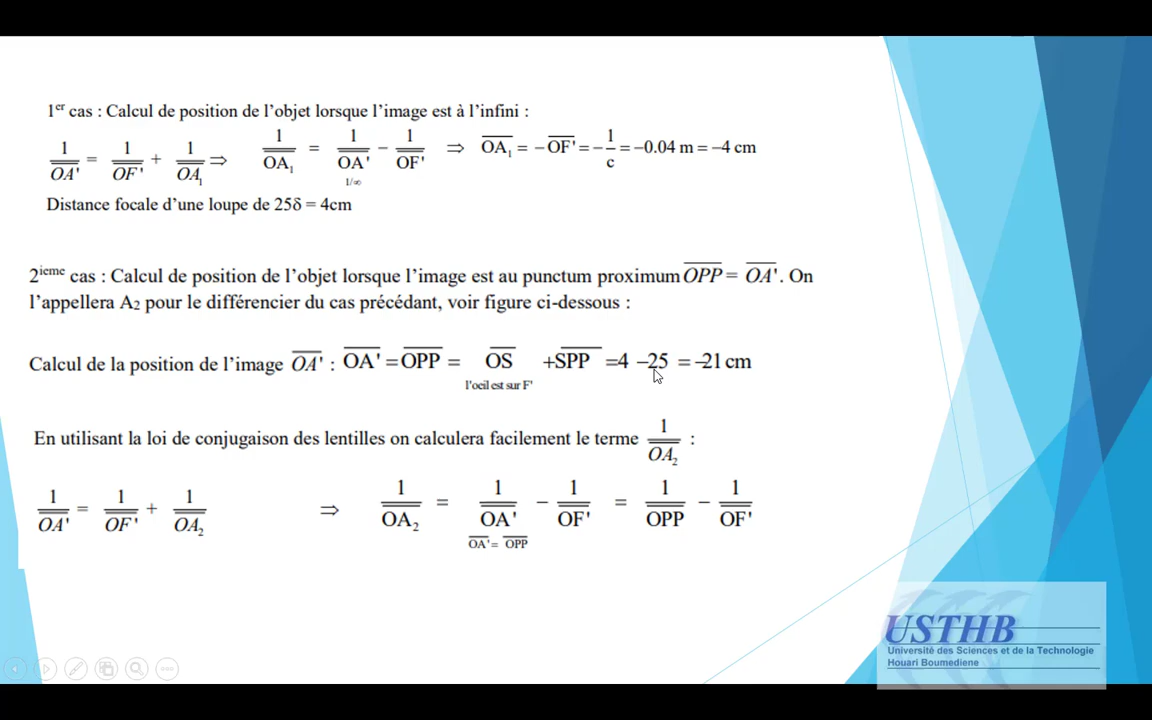 1er cas : Calcul de position de l’objet lorsque l’image est à l’infini :
1/OA' = 1/OF' + 1/OA1 ⇒ 1/OA1 = 1/OA' − 1/OF' ⇒ OA1 = − OF' = − 1/c = −0.04 m = −4 cm
1/∞
Distance focale d’une loupe de 25δ = 4cm
2ieme cas : Calcul de position de l’objet lorsque l’image est au punctum proximum OPP = OA'. On
l’appellera A2 pour le différencier du cas précédant, voir figure ci-dessous :
Calcul de la position de l’image OA' : OA' = OPP = OS + SPP = 4 − 25 = −21 cm
l'oeil est sur F'
En utilisant la loi de conjugaison des lentilles on calculera facilement le terme 1/OA2 :
1/OA' = 1/OF' + 1/OA2 ⇒ 1/OA2 = 1/OA' − 1/OF' = 1/OPP − 1/OF'
OA' = OPP
USTHB
Université des Sciences et de la Technologie
Houari Boumediene